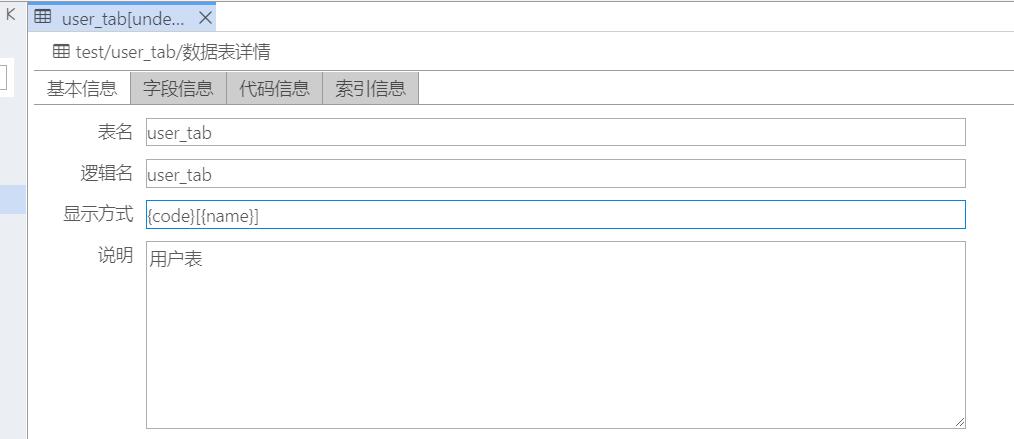 user_tab[unde...
test/user_tab/数据表详情
基本信息 字段信息 代码信息 索引信息
表名 user_tab
逻辑名 user_tab
显示方式 {code}[{name}]
说明 用户表